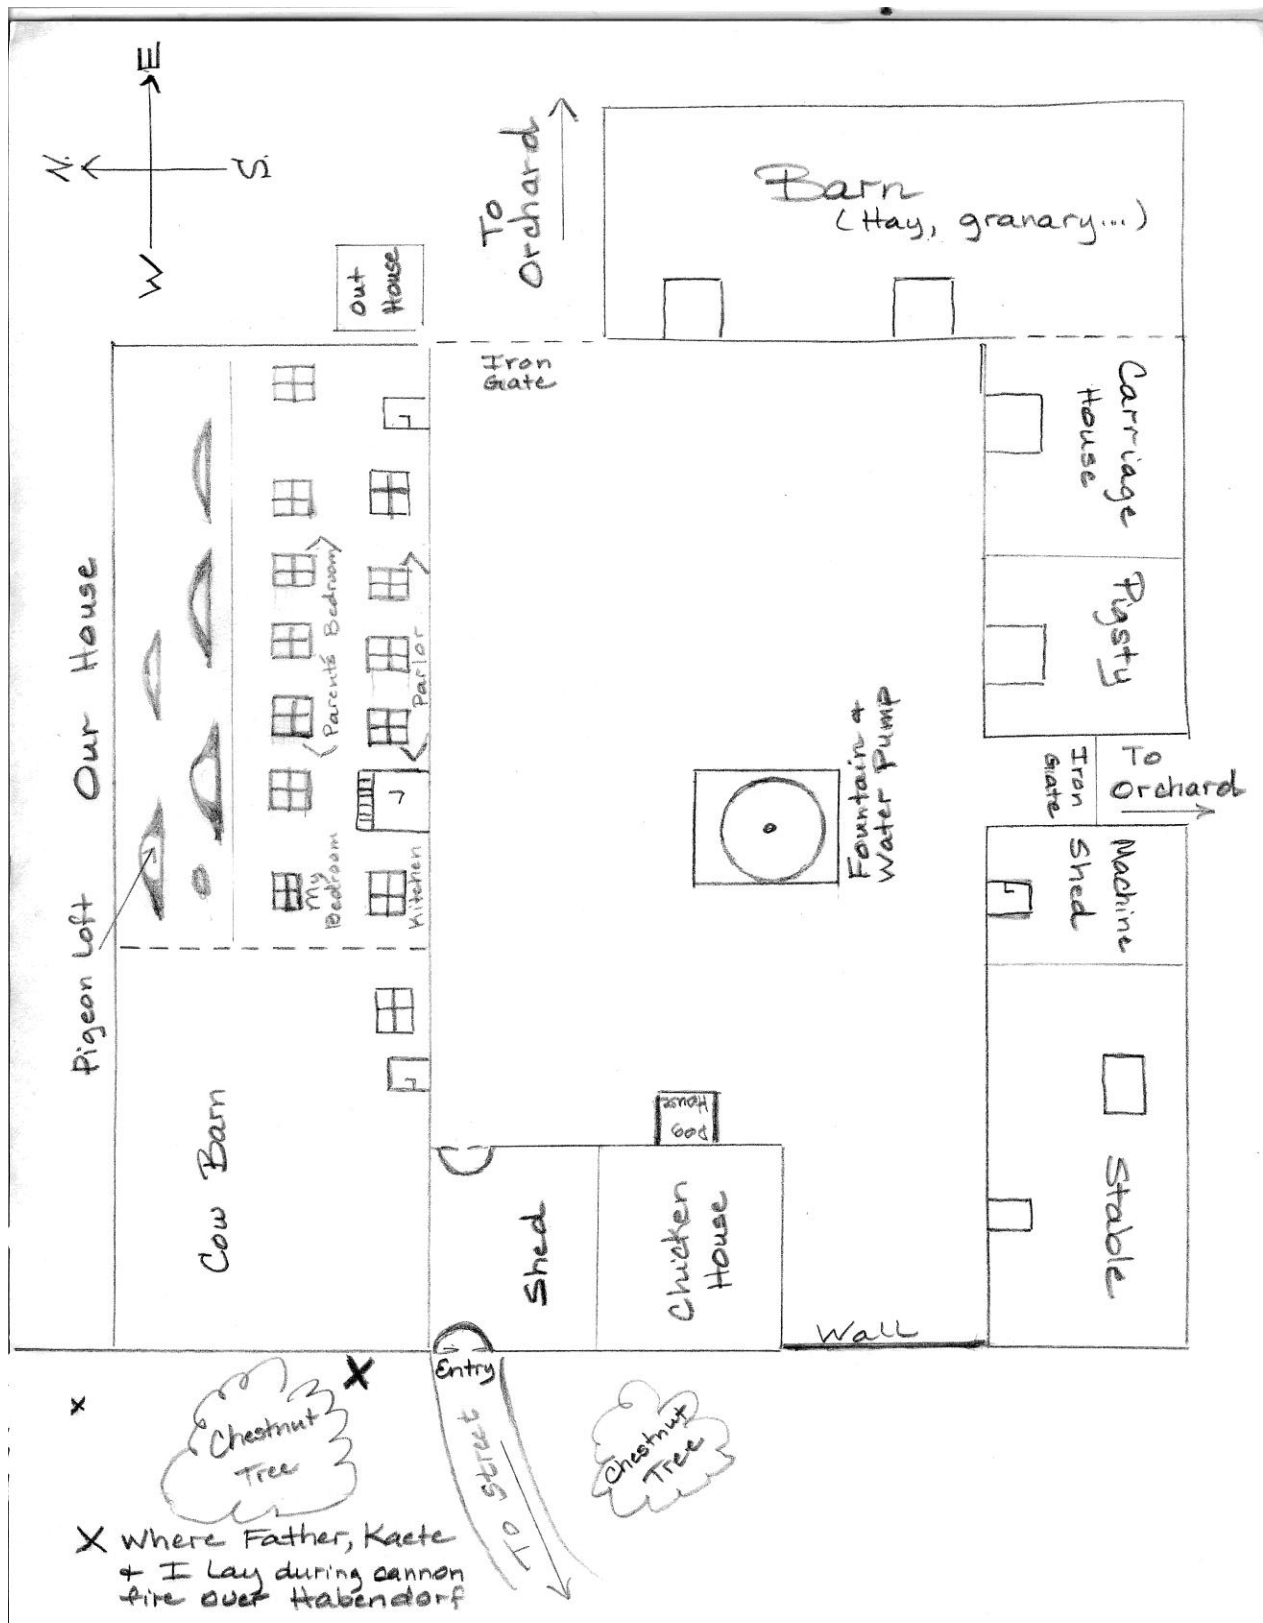 E
N.
S.
W
To
Orchard
Barn
(Hay, granary...)
Out
House
Iron
Gate
Carriage
House
Our House
Parents Bedroom
Parlor
Pigsty
Fountain +
Water Pump
Iron
Gate
To
Orchard
Pigeon Loft
My
Bedroom
Kitchen
Machine
Shed
Cow Barn
Dog
House
Shed
Chicken
House
Stable
Wall
X
x
Entry
Chestnut
Tree
To Street
Chestnut
Tree
X Where Father, Kaete
+ I Lay during cannon
fire over Habendorf